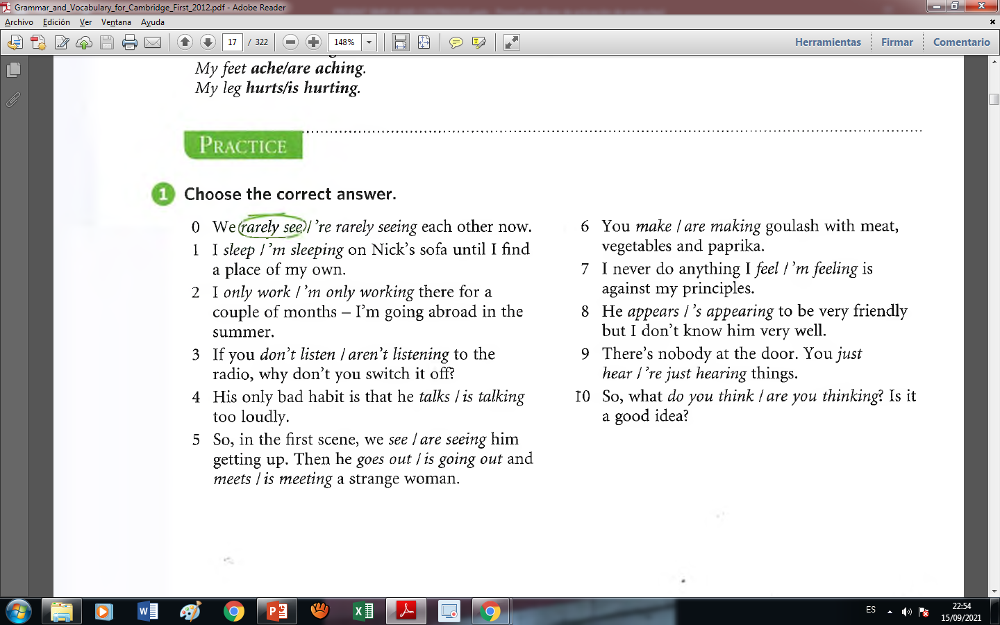 Grammar_and_Vocabulary_for_Cambridge_First_2012.pdf - Adobe Reader
Archivo Edición Ver Ventana Ayuda
17 / 322 148% Herramientas Firmar Comentario
My feet ache/are aching.
My leg hurts/is hurting.
PRACTICE
1 Choose the correct answer.
0 We rarely see / 're rarely seeing each other now.
1 I sleep / 'm sleeping on Nick's sofa until I find
a place of my own.
2 I only work / 'm only working there for a
couple of months – I'm going abroad in the
summer.
3 If you don't listen / aren't listening to the
radio, why don't you switch it off?
4 His only bad habit is that he talks / is talking
too loudly.
5 So, in the first scene, we see / are seeing him
getting up. Then he goes out / is going out and
meets / is meeting a strange woman.
6 You make / are making goulash with meat,
vegetables and paprika.
7 I never do anything I feel / 'm feeling is
against my principles.
8 He appears / 's appearing to be very friendly
but I don't know him very well.
9 There's nobody at the door. You just
hear / 're just hearing things.
10 So, what do you think / are you thinking? Is it
a good idea?
ES 22:54
15/09/2021